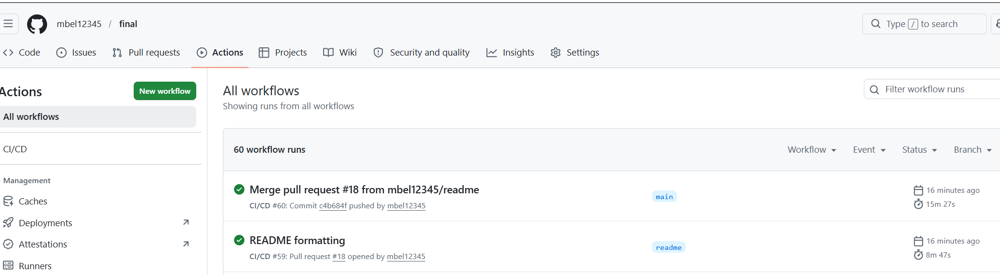 mbel12345 / final
Type / to search
Code Issues Pull requests Actions Projects Wiki Security and quality Insights Settings
Actions
New workflow
All workflows
CI/CD
Management
Caches
Deployments
Attestations
Runners
All workflows
Showing runs from all workflows
Filter workflow runs
60 workflow runs
Workflow Event Status Branch
Merge pull request #18 from mbel12345/readme
CI/CD #60: Commit c4b684f pushed by mbel12345
main
16 minutes ago
15m 27s
README formatting
CI/CD #59: Pull request #18 opened by mbel12345
readme
16 minutes ago
8m 47s